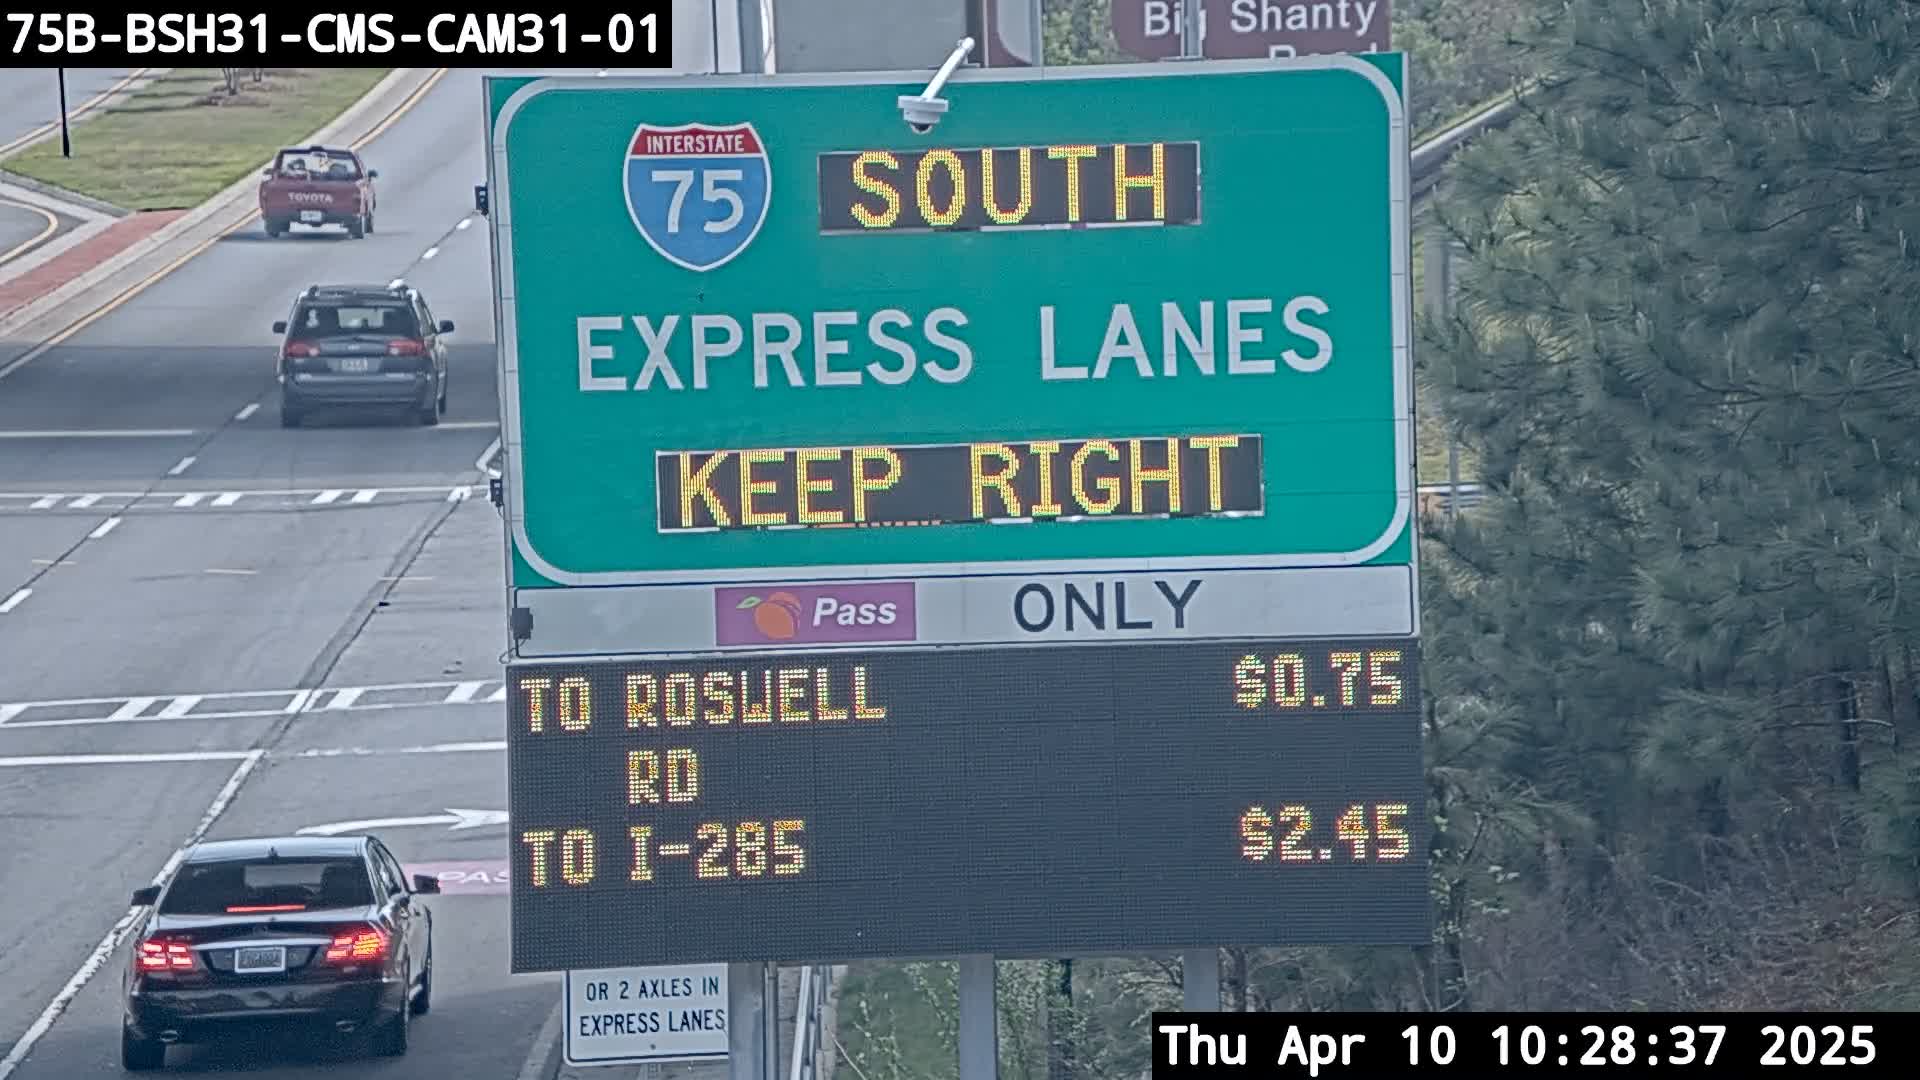 75B-BSH31-CMS-CAM31-01
Big Shanty
Road
INTERSTATE
75
SOUTH
TOYOTA
EXPRESS LANES
KEEP RIGHT
Pass ONLY
TO ROSWELL $0.75
RD
TO I-285 $2.45
PAS
OR 2 AXLES IN
EXPRESS LANES
Thu Apr 10 10:28:37 2025